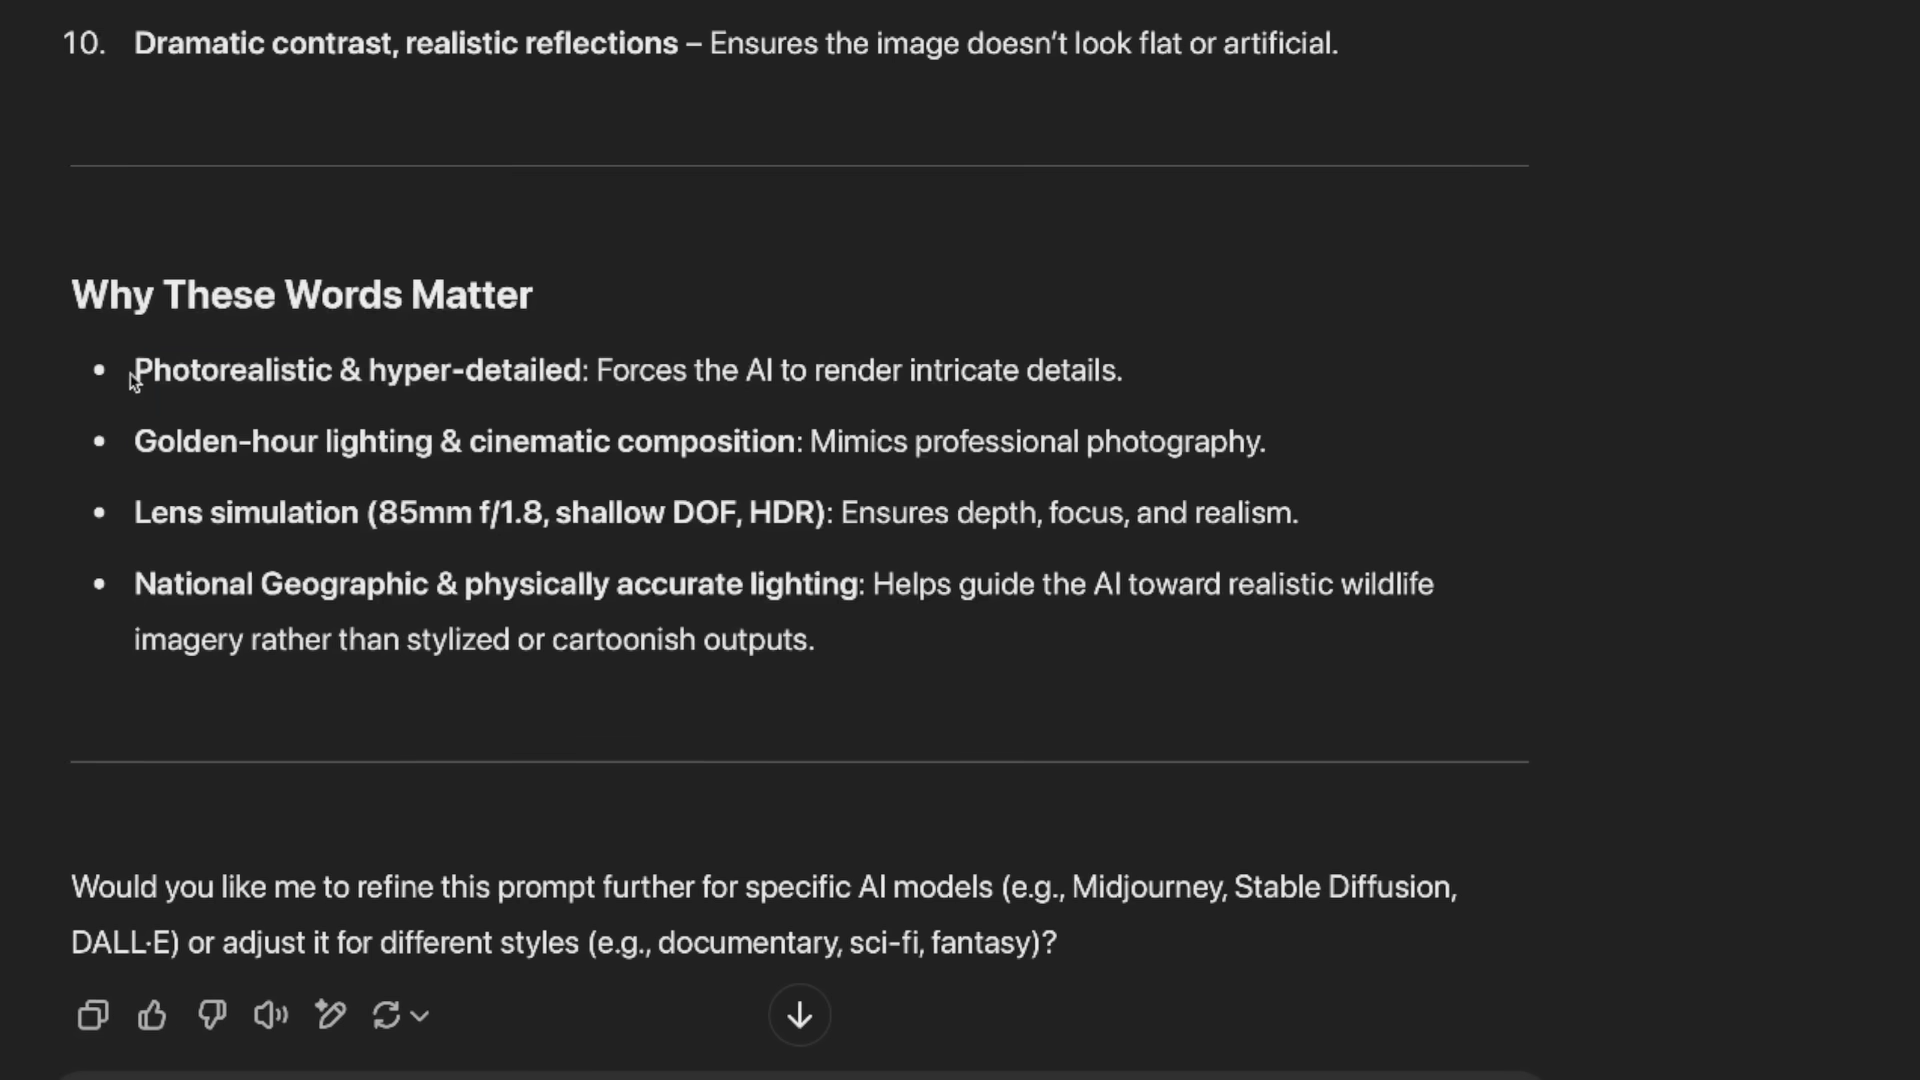 10. Dramatic contrast, realistic reflections – Ensures the image doesn't look flat or artificial.
Why These Words Matter
• Photorealistic & hyper-detailed: Forces the AI to render intricate details.
• Golden-hour lighting & cinematic composition: Mimics professional photography.
• Lens simulation (85mm f/1.8, shallow DOF, HDR): Ensures depth, focus, and realism.
• National Geographic & physically accurate lighting: Helps guide the AI toward realistic wildlife
imagery rather than stylized or cartoonish outputs.
Would you like me to refine this prompt further for specific AI models (e.g., Midjourney, Stable Diffusion,
DALL·E) or adjust it for different styles (e.g., documentary, sci-fi, fantasy)?